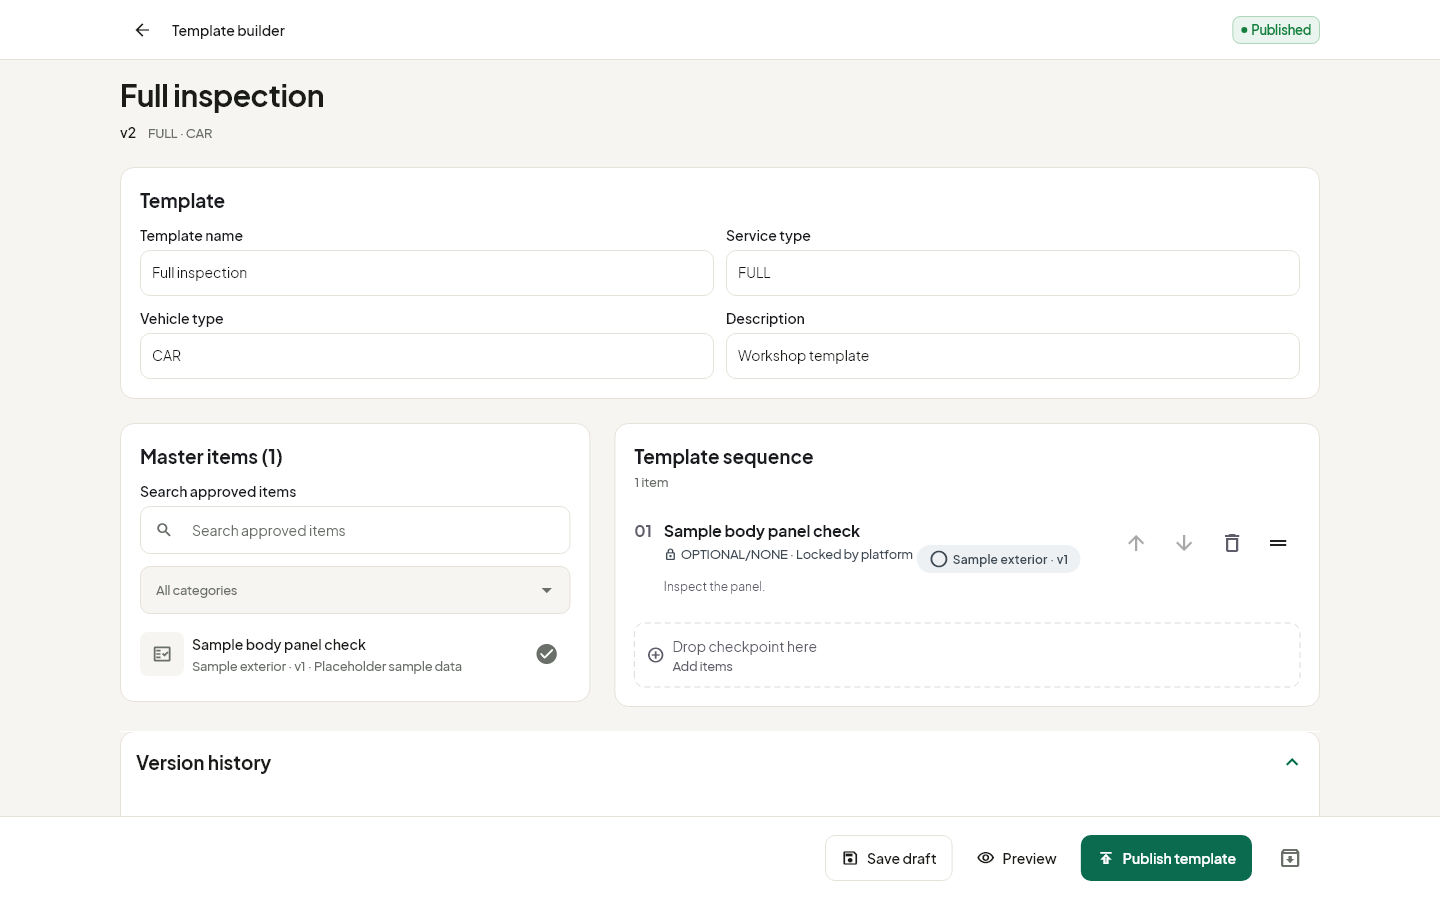 Template builder
Published
Full inspection
v2 FULL · CAR
Template
Template name
Full inspection
Service type
FULL
Vehicle type
CAR
Description
Workshop template
Master items (1)
Search approved items
Search approved items
All categories
Sample body panel check
Sample exterior · v1 · Placeholder sample data
Template sequence
1 item
01 Sample body panel check
OPTIONAL/NONE · Locked by platform
Sample exterior · v1
Inspect the panel.
Drop checkpoint here
Add items
Version history
Save draft
Preview
Publish template